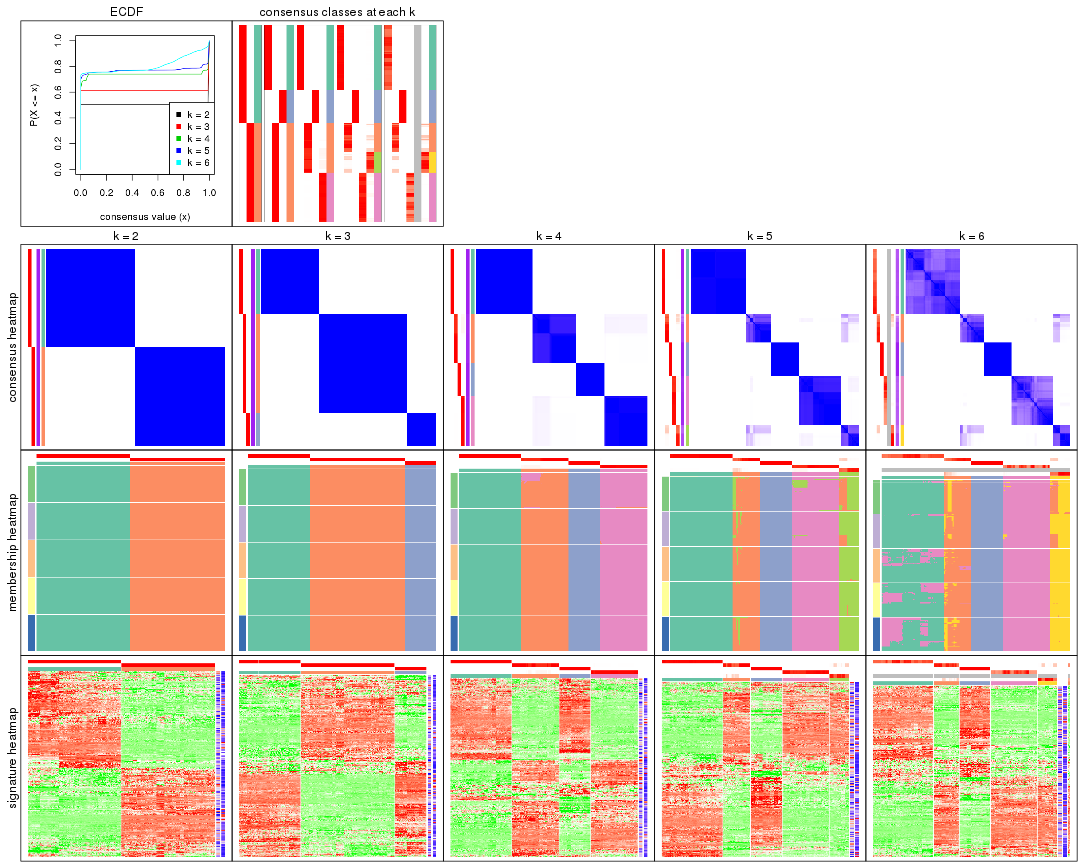 ECDF
consensus classes at each k
P(X <= x)
0.0 0.2 0.4 0.6 0.8 1.0
k = 2
k = 3
k = 4
k = 5
k = 6
0.0 0.2 0.4 0.6 0.8 1.0
consensus value (x)
k = 2 k = 3 k = 4 k = 5 k = 6
consensus heatmap
membership heatmap
signature heatmap